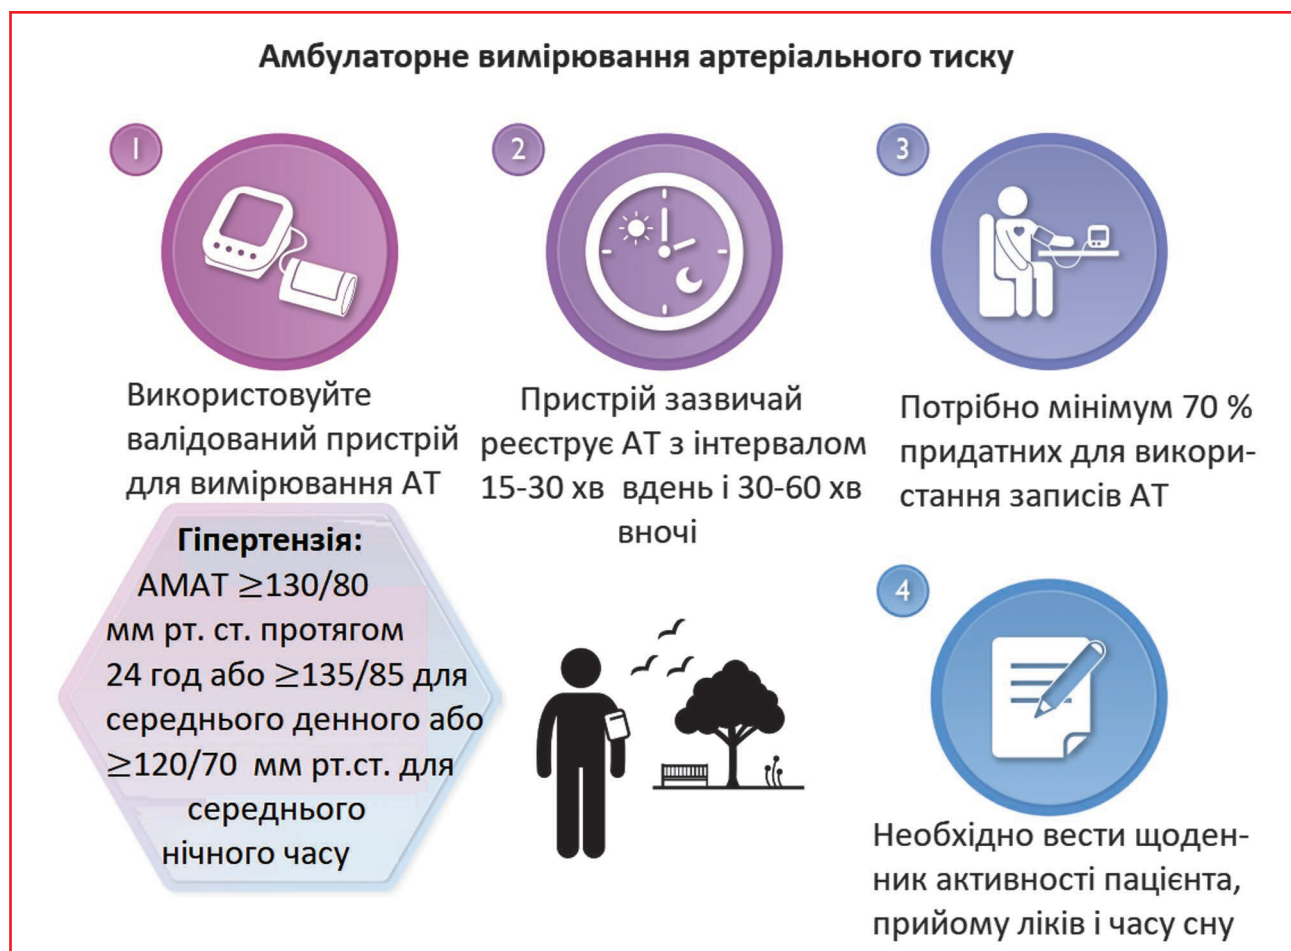 Амбулаторне вимірювання артеріального тиску
1
Використовуйте
валідований пристрій
для вимірювання АТ
2
Пристрій зазвичай
реєструє АТ з інтервалом
15-30 хв вдень і 30-60 хв
вночі
3
Потрібно мінімум 70 %
придатних для викори-
стання записів АТ
Гіпертензія:
АМАТ ≥130/80
мм рт. ст. протягом
24 год або ≥135/85 для
середнього денного або
≥120/70 мм рт.ст. для
середнього
нічного часу
4
Необхідно вести щоден-
ник активності пацієнта,
прийому ліків і часу сну